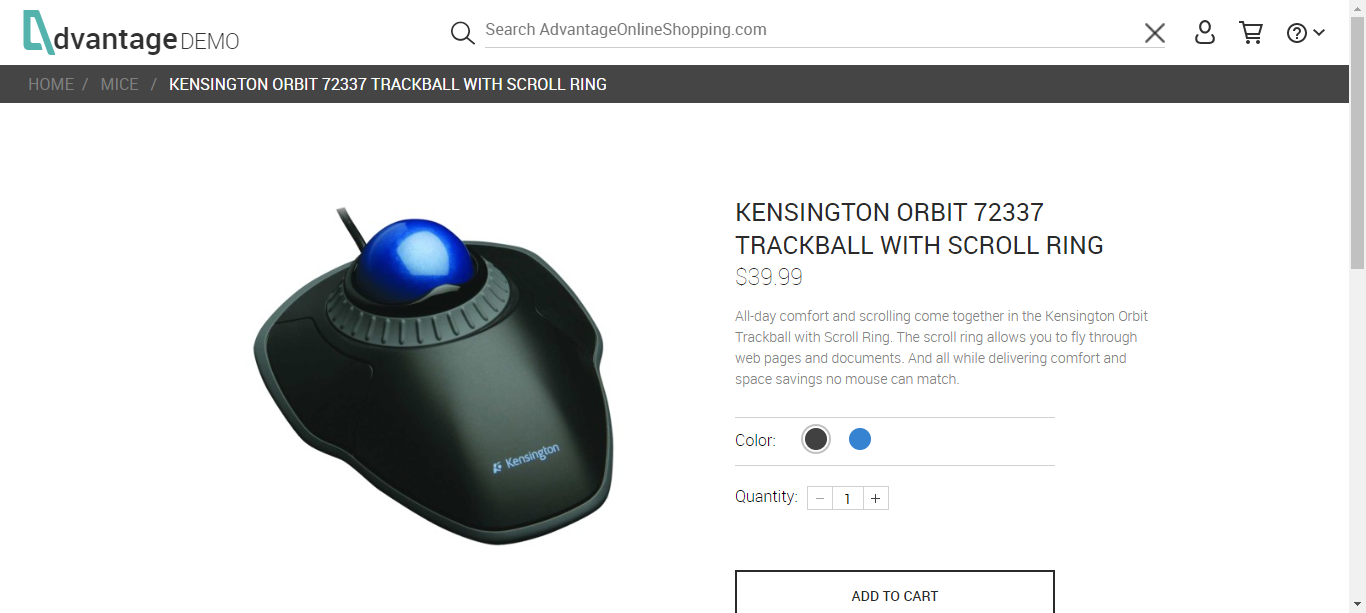 Advantage DEMO
Search AdvantageOnlineShopping.com
HOME / MICE / KENSINGTON ORBIT 72337 TRACKBALL WITH SCROLL RING
Kensington
KENSINGTON ORBIT 72337
TRACKBALL WITH SCROLL RING
$39.99
All-day comfort and scrolling come together in the Kensington Orbit
Trackball with Scroll Ring. The scroll ring allows you to fly through
web pages and documents. And all while delivering comfort and
space savings no mouse can match.
Color:
Quantity: − 1 +
ADD TO CART